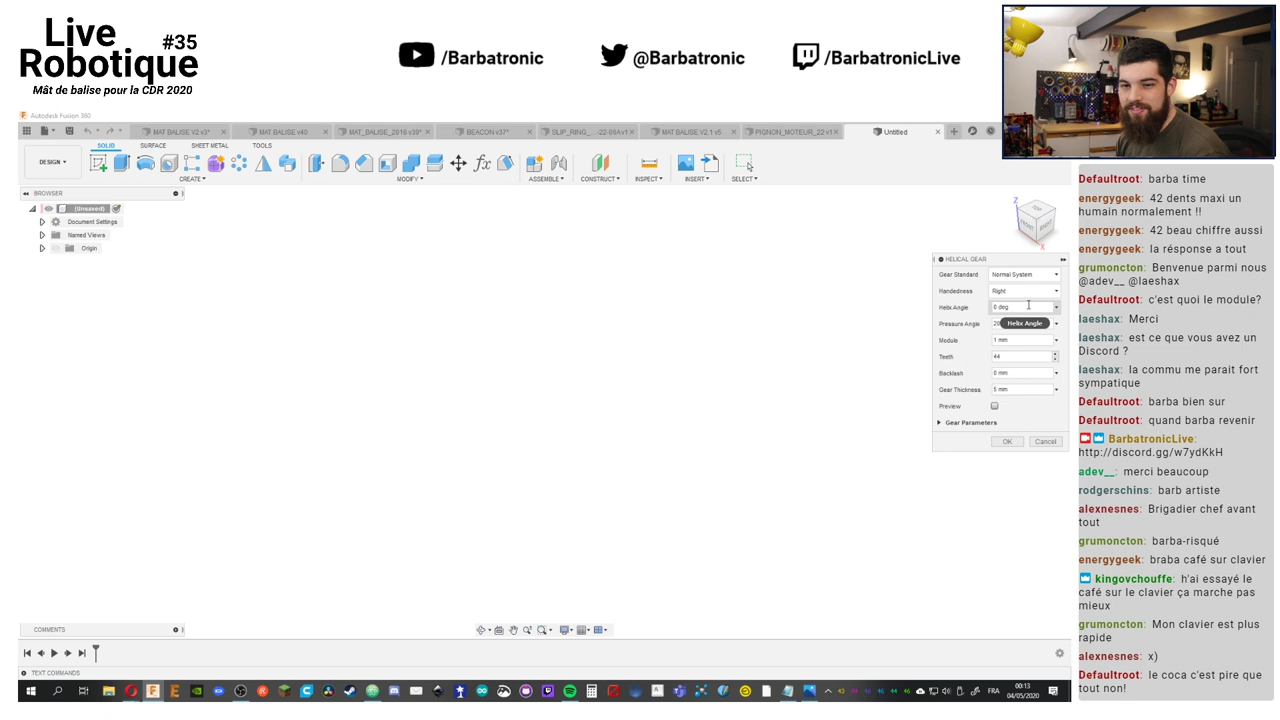 Live
Robotique #35
Mât de balise pour la CDR 2020
/Barbatronic
@Barbatronic
/BarbatronicLive
Autodesk Fusion 360
MAT BALISE V2 v3*
MAT BALISE v40
MAT_BALISE_2018 v39*
BEACON v37*
SLIP_RING_...-22-06A v1
MAT BALISE V2.1 v5
PIGNON_MOTEUR_22 v1
Untitled
SOLID
SURFACE
SHEET METAL
TOOLS
DESIGN
CREATE
MODIFY
ASSEMBLE
CONSTRUCT
INSPECT
INSERT
SELECT
BROWSER
(Unsaved)
Document Settings
Named Views
Origin
Z
TOP
FRONT
RIGHT
X
HELICAL GEAR
Gear Standard Normal System
Handedness Right
Helix Angle 0 deg
Pressure Angle
Helix Angle
Module 1 mm
Teeth 44
Backlash 0 mm
Gear Thickness 5 mm
Preview
Gear Parameters
OK Cancel
Defaultroot: barba time
energygeek: 42 dents maxi un
humain normalement !!
energygeek: 42 beau chiffre aussi
energygeek: la réponse a tout
grumoncton: Benvenue parmi nous
@adev__ @laeshax
Defaultroot: c'est quoi le module?
laeshax: Merci
laeshax: est ce que vous avez un
Discord ?
laeshax: la commu me parait fort
sympatique
Defaultroot: barba bien sur
Defaultroot: quand barba revenir
BarbatronicLive:
http://discord.gg/w7ydKkH
adev__: merci beaucoup
rodgerschins: barb artiste
alexnesnes: Brigadier chef avant
tout
grumoncton: barba-risqué
energygeek: braba café sur clavier
kingovchouffe: h'ai essayé le
café sur le clavier ça marche pas
mieux
grumoncton: Mon clavier est plus
rapide
alexnesnes: x)
Defaultroot: le coca c'est pire que
tout non!
COMMENTS
TEXT COMMANDS
FRA
00:13
04/05/2020